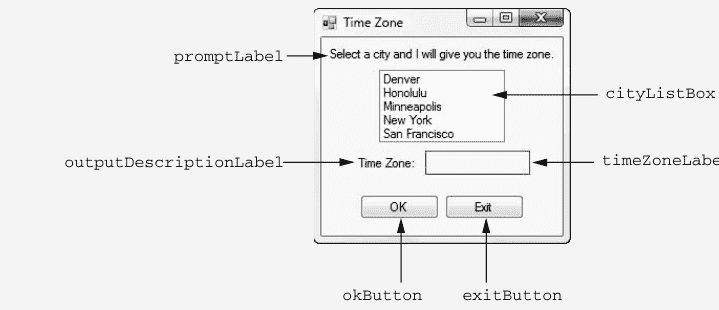 Time Zone
promptLabel
Select a city and I will give you the time zone.
Denver
Honolulu
Minneapolis
New York
San Francisco
cityListBox
outputDescriptionLabel
Time Zone:
timeZoneLabe
OK
Exit
okButton
exitButton